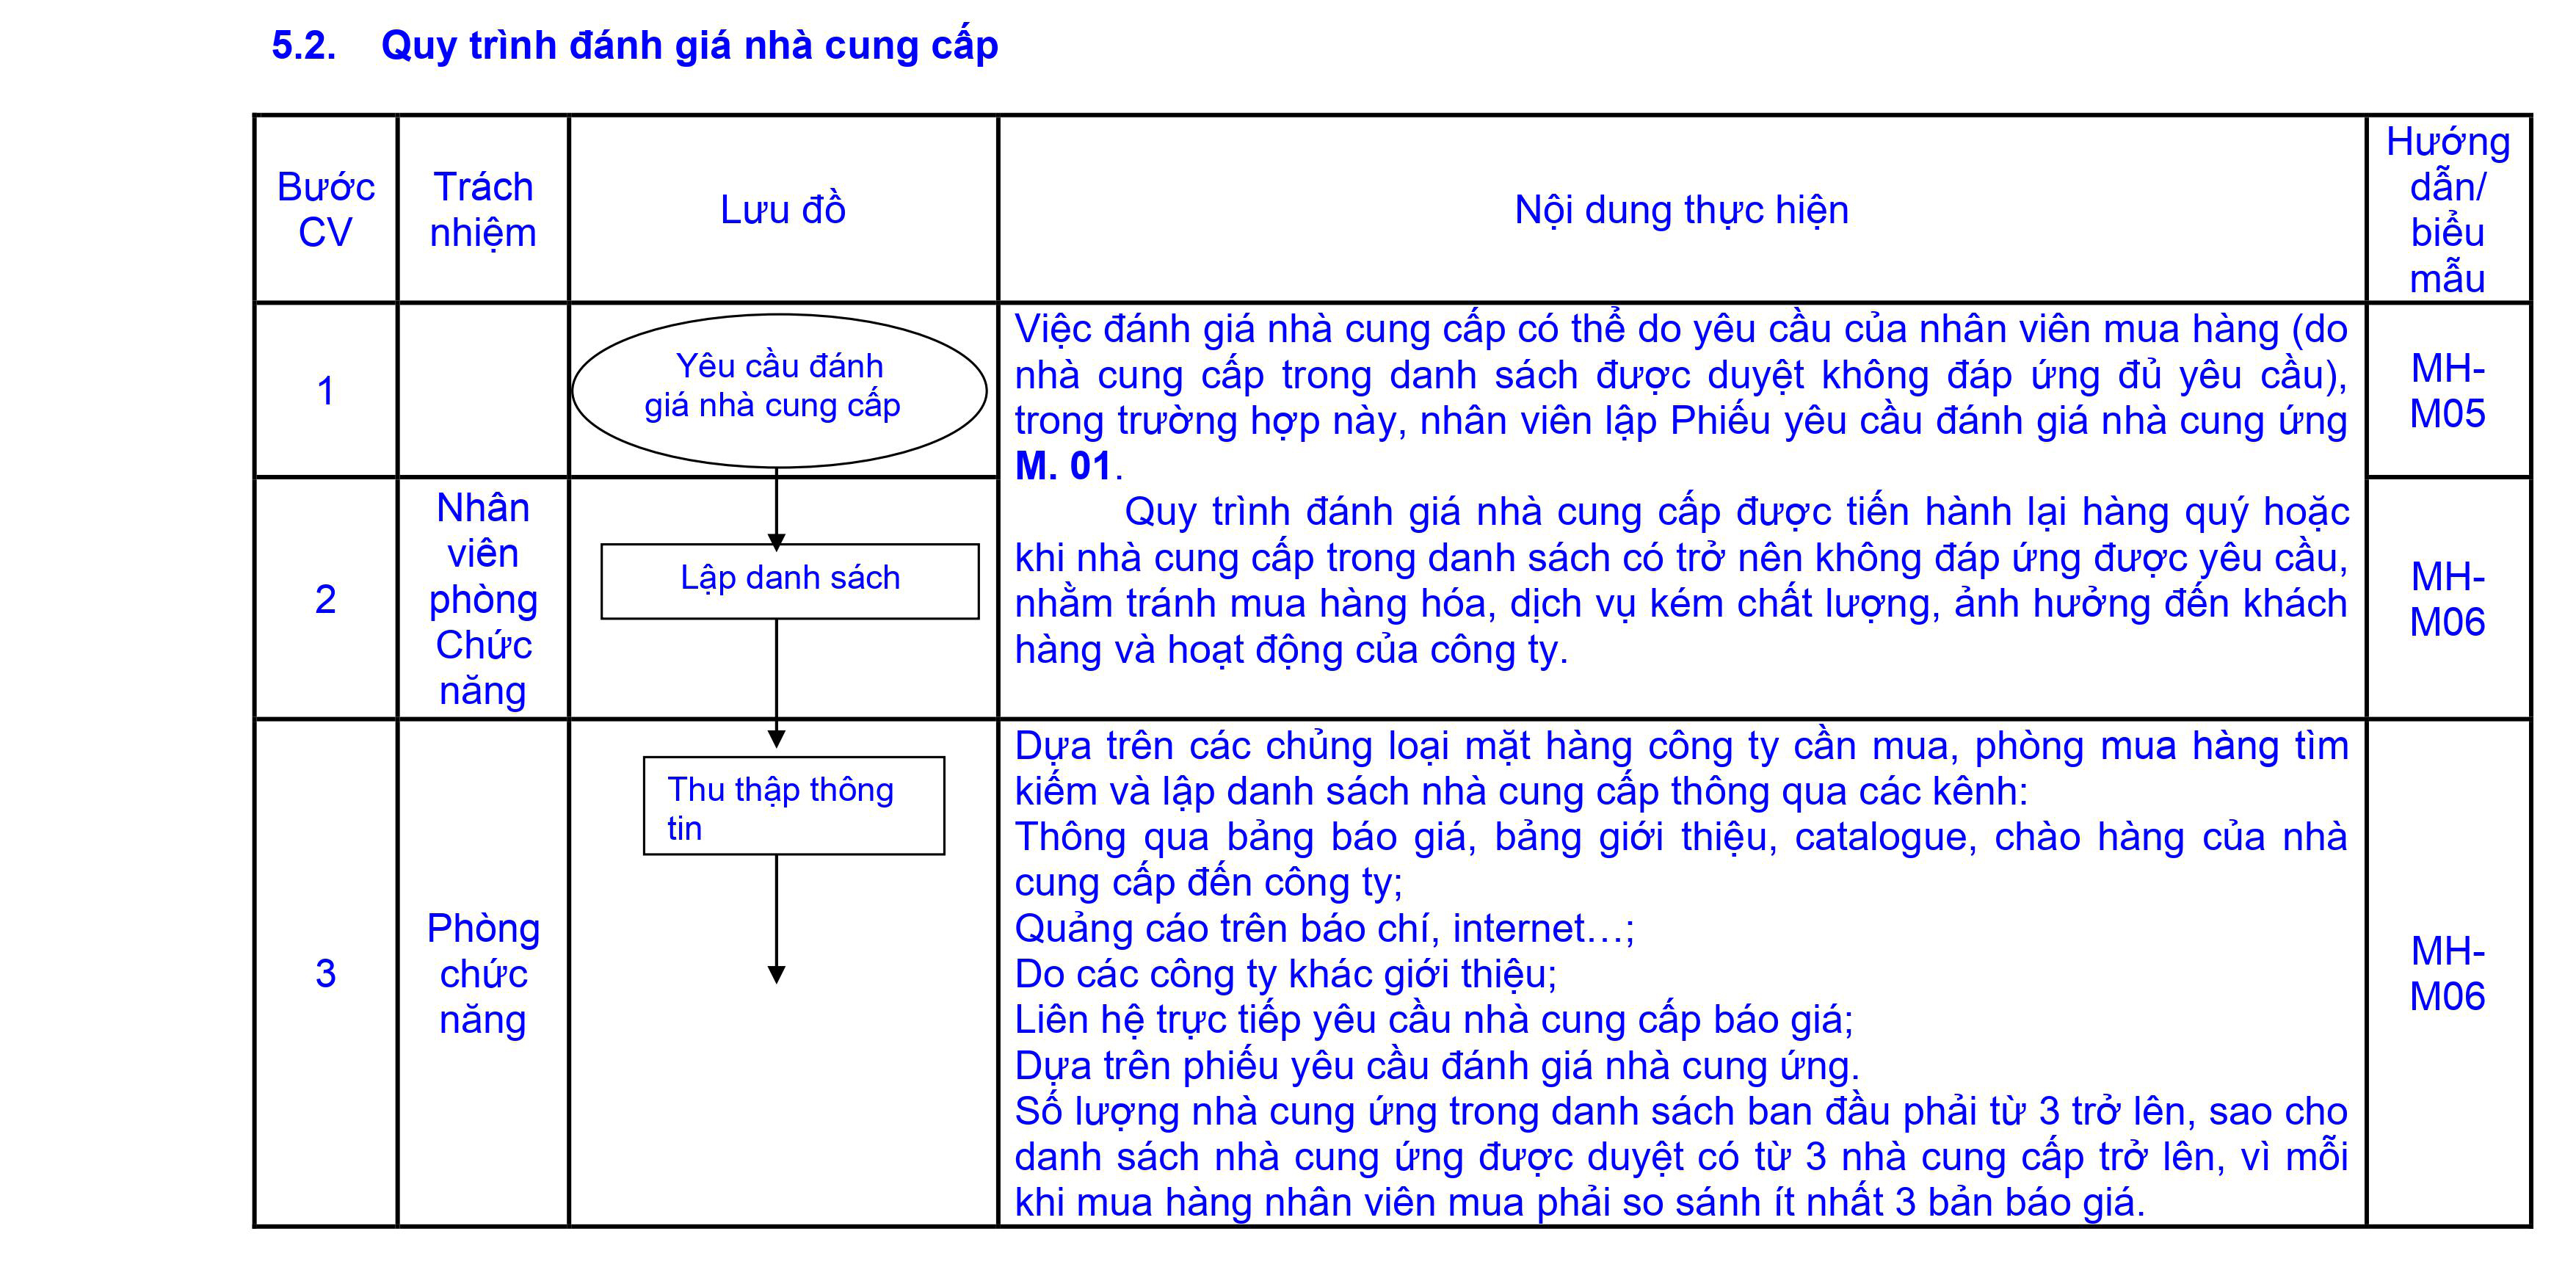 5.2. Quy trình đánh giá nhà cung cấp
Bước
CV
Trách
nhiệm
Lưu đồ
Nội dung thực hiện
Hướng
dẫn/
biểu
mẫu
1
Yêu cầu đánh
giá nhà cung cấp
Việc đánh giá nhà cung cấp có thể do yêu cầu của nhân viên mua hàng (do
nhà cung cấp trong danh sách được duyệt không đáp ứng đủ yêu cầu),
trong trường hợp này, nhân viên lập Phiếu yêu cầu đánh giá nhà cung ứng
M. 01.
Quy trình đánh giá nhà cung cấp được tiến hành lại hàng quý hoặc
khi nhà cung cấp trong danh sách có trở nên không đáp ứng được yêu cầu,
nhằm tránh mua hàng hóa, dịch vụ kém chất lượng, ảnh hưởng đến khách
hàng và hoạt động của công ty.
MH-
M05
2
Nhân
viên
phòng
Chức
năng
Lập danh sách
MH-
M06
3
Phòng
chức
năng
Thu thập thông
tin
Dựa trên các chủng loại mặt hàng công ty cần mua, phòng mua hàng tìm
kiếm và lập danh sách nhà cung cấp thông qua các kênh:
Thông qua bảng báo giá, bảng giới thiệu, catalogue, chào hàng của nhà
cung cấp đến công ty;
Quảng cáo trên báo chí, internet…;
Do các công ty khác giới thiệu;
Liên hệ trực tiếp yêu cầu nhà cung cấp báo giá;
Dựa trên phiếu yêu cầu đánh giá nhà cung ứng.
Số lượng nhà cung ứng trong danh sách ban đầu phải từ 3 trở lên, sao cho
danh sách nhà cung ứng được duyệt có từ 3 nhà cung cấp trở lên, vì mỗi
khi mua hàng nhân viên mua phải so sánh ít nhất 3 bản báo giá.
MH-
M06